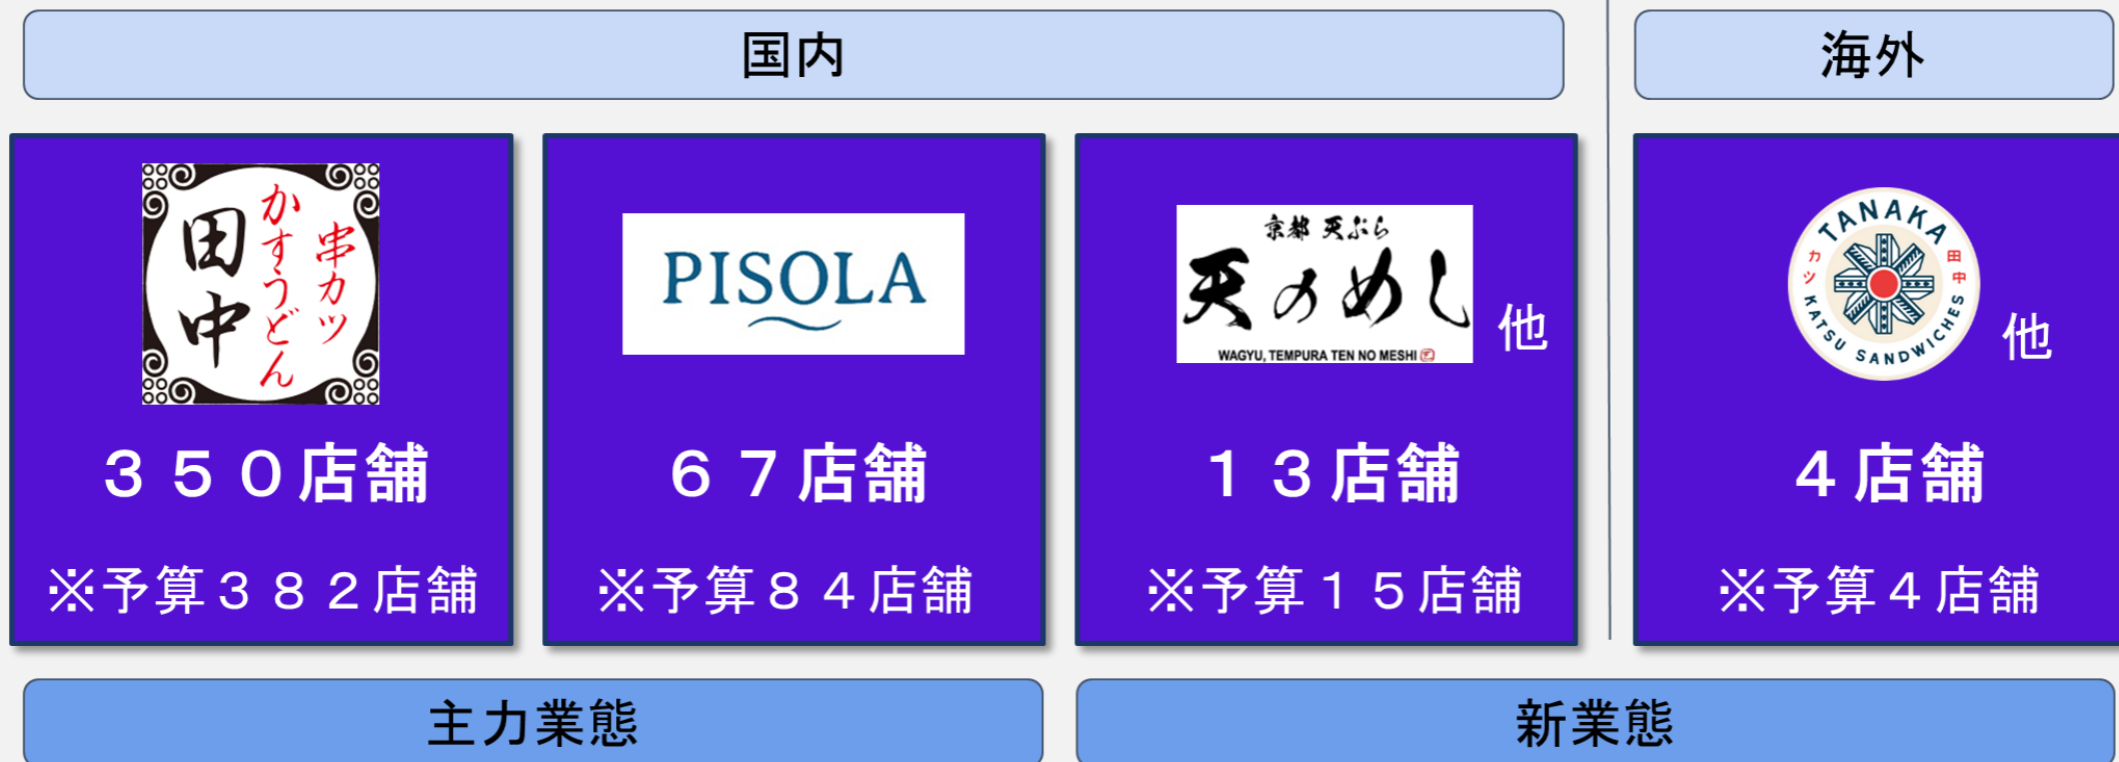 国内
海外
串カツ
かすうどん
田中
３５０店舗
※予算３８２店舗
PISOLA
６７店舗
※予算８４店舗
京都 天ぷら
天のめし
WAGYU, TEMPURA TEN NO MESHI
他
１３店舗
※予算１５店舗
TANAKA
カツ
田中
KATSU SANDWICHES
他
４店舗
※予算４店舗
主力業態
新業態